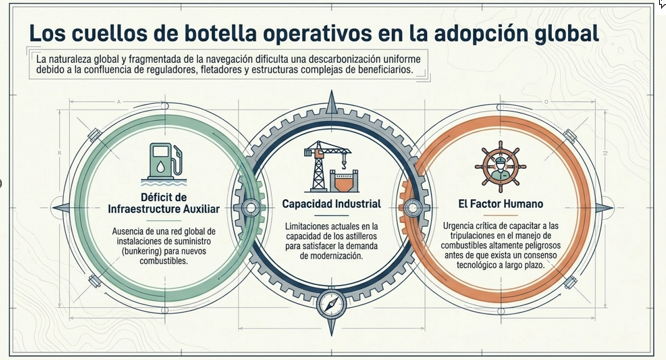 Los cuellos de botella operativos en la adopción global
La naturaleza global y fragmentada de la navegación dificulta una descarbonización uniforme
debido a la confluencia de reguladores, fletadores y estructuras complejas de beneficiarios.
Déficit de
Infraestructure Auxiliar
Ausencia de una red global de
instalaciones de suministro
(bunkering) para nuevos
combustibles.
Capacidad Industrial
Limitaciones actuales en la
capacidad de los astilleros
para satisfacer la demanda
de modernización.
El Factor Humano
Urgencia crítica de capacitar a las
tripulaciones en el manejo de
combustibles altamente peligrosos
antes de que exista un consenso
tecnológico a largo plazo.